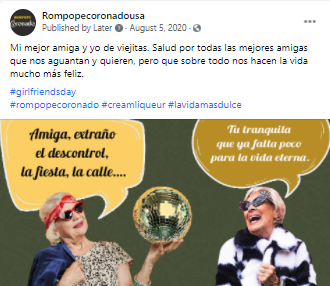 Rompopecoronadousa
Published by Later · August 5, 2020 ·
Mi mejor amiga y yo de viejitas. Salud por todas las mejores amigas
que nos aguantan y quieren, pero que sobre todo nos hacen la vida
mucho más feliz.
#girlfriendsday
#rompopecoronado #creamliqueur #lavidamasdulce
Amiga, extraño
el descontrol,
la fiesta, la calle....
Tu tranquila
que ya falta poco
para la vida eterna.
Coronado